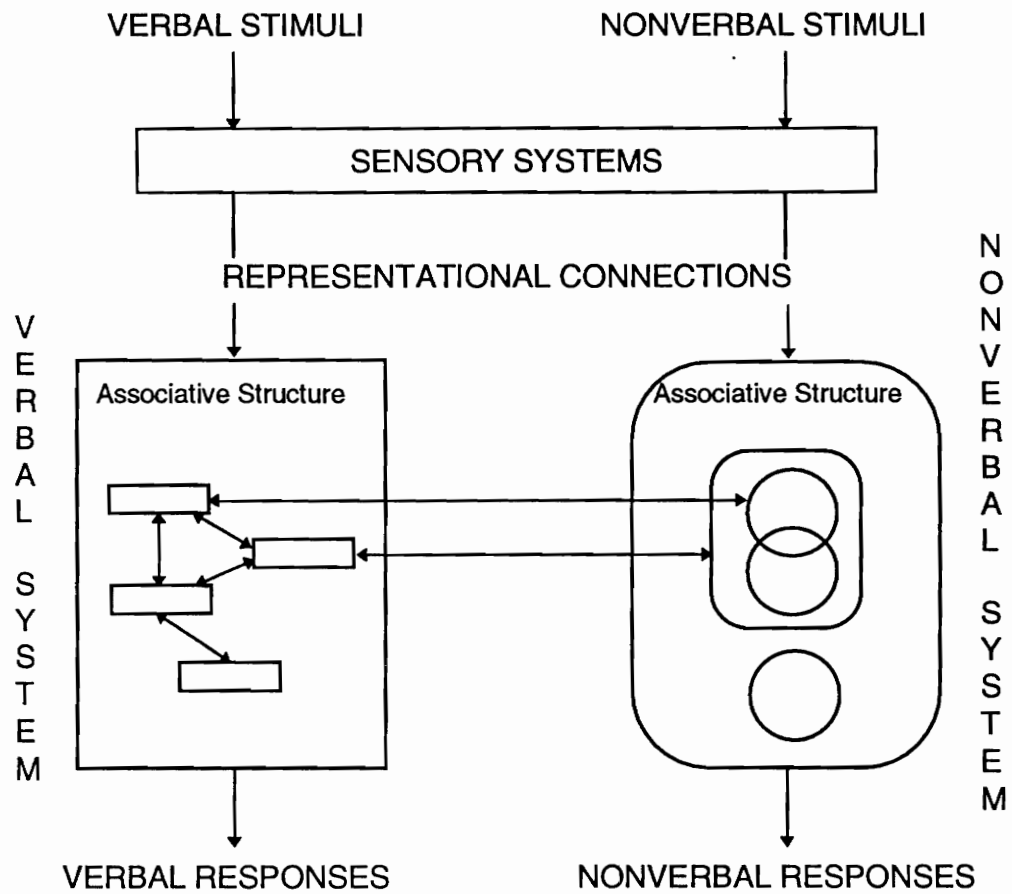 VERBAL STIMULI
NONVERBAL STIMULI
SENSORY SYSTEMS
REPRESENTATIONAL CONNECTIONS
VERBAL SYSTEM
Associative Structure
Associative Structure
NONVERBAL SYSTEM
VERBAL RESPONSES
NONVERBAL RESPONSES